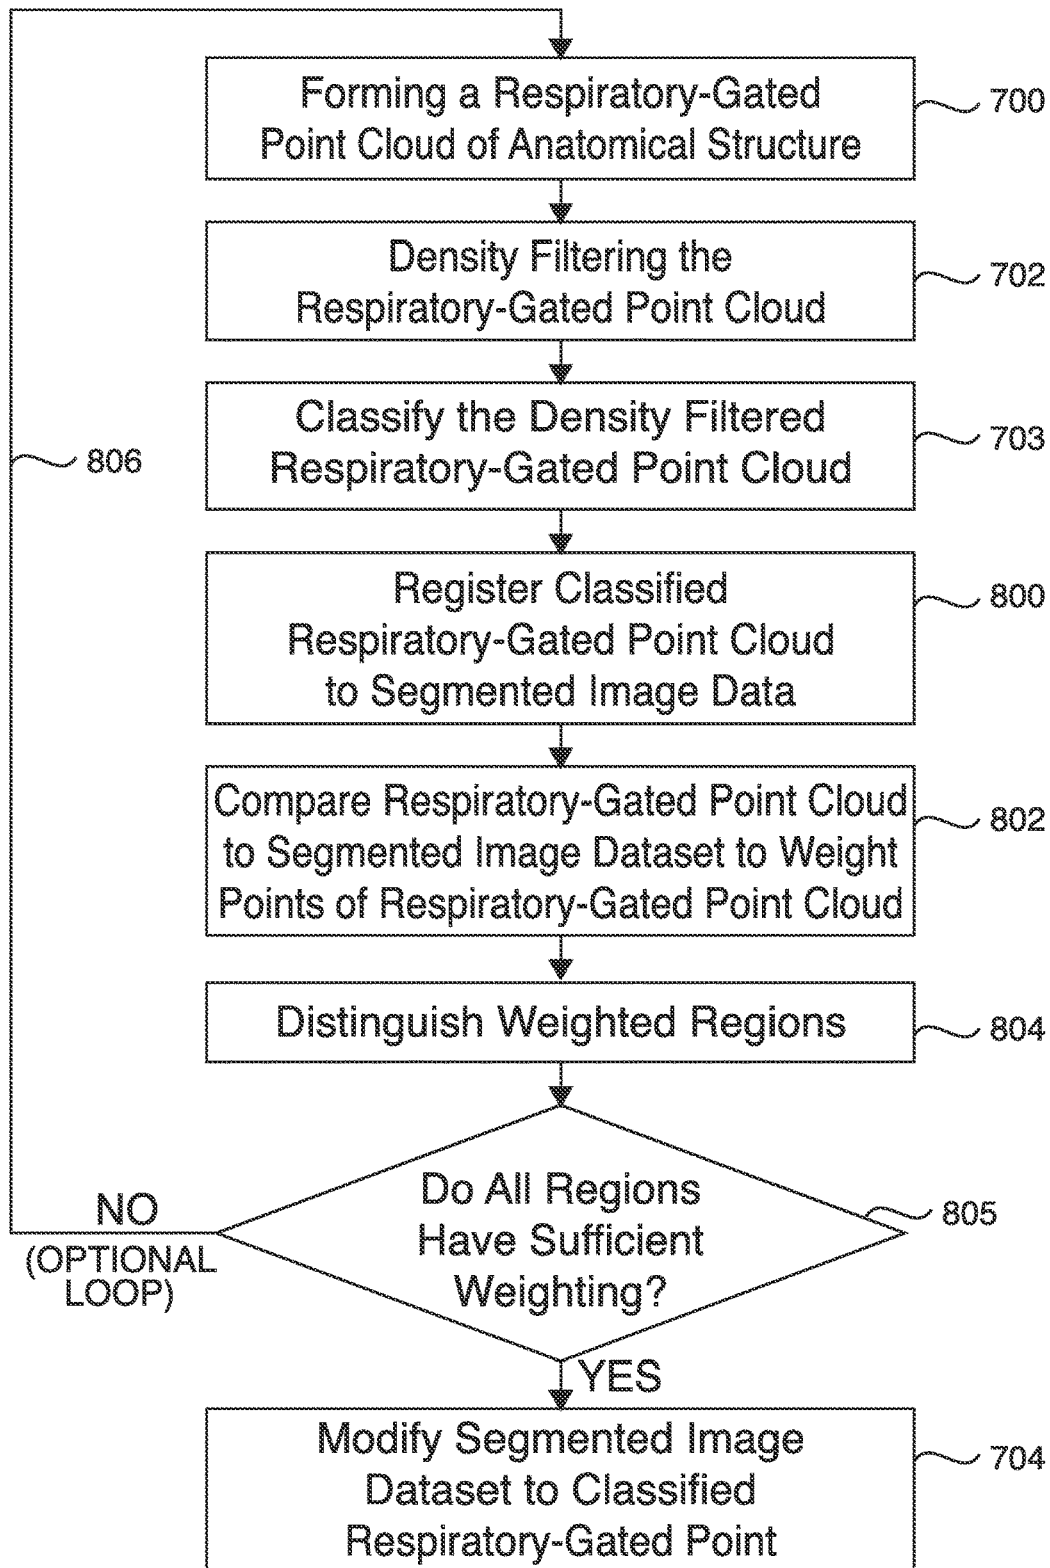 Forming a Respiratory-Gated
Point Cloud of Anatomical Structure
700
Density Filtering the
Respiratory-Gated Point Cloud
702
Classify the Density Filtered
Respiratory-Gated Point Cloud
703
806
Register Classified
Respiratory-Gated Point Cloud
to Segmented Image Data
800
Compare Respiratory-Gated Point Cloud
to Segmented Image Dataset to Weight
Points of Respiratory-Gated Point Cloud
802
Distinguish Weighted Regions
804
Do All Regions
Have Sufficient
Weighting?
805
NO
(OPTIONAL
LOOP)
YES
Modify Segmented Image
Dataset to Classified
Respiratory-Gated Point
704